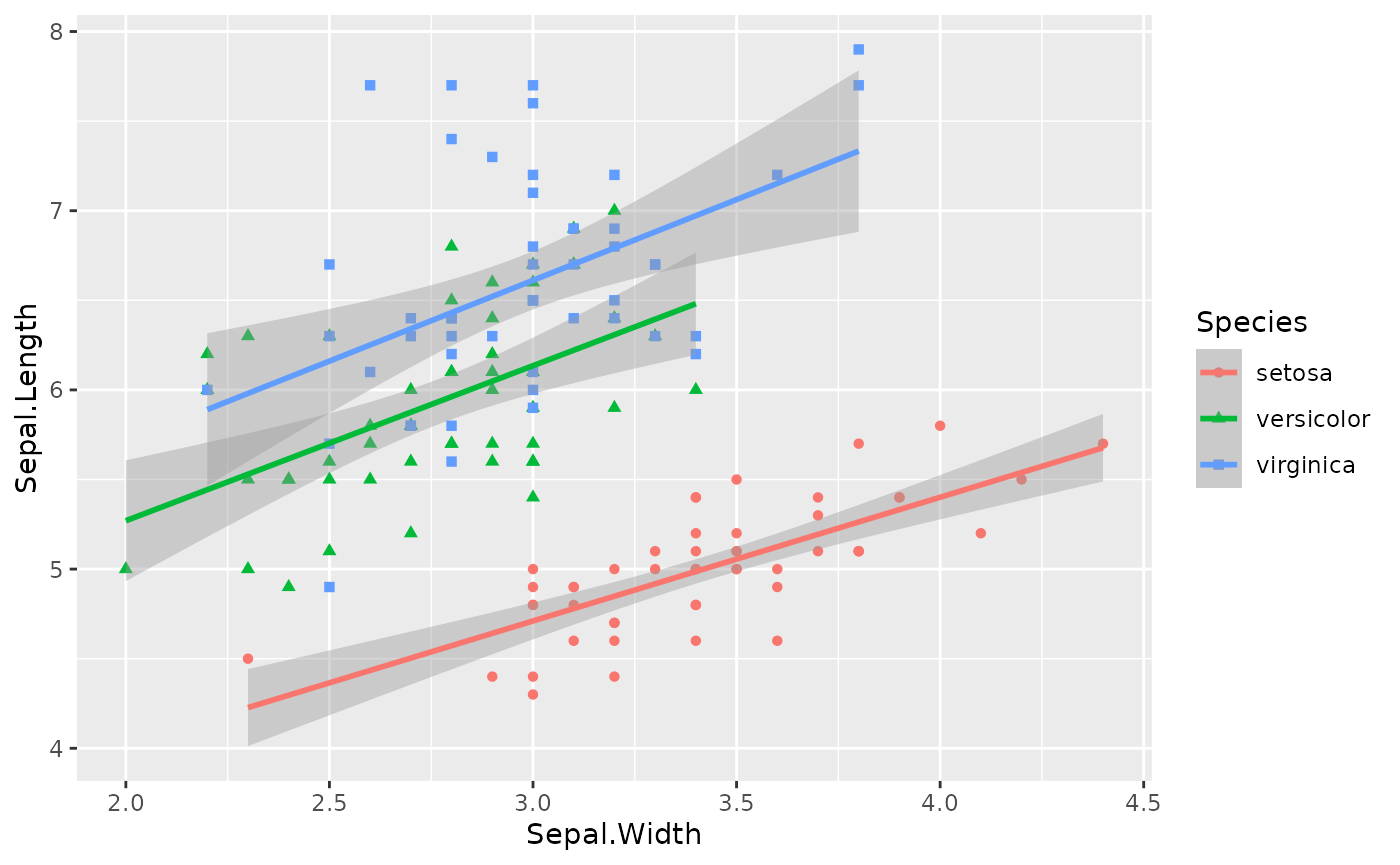 8
7
6
5
4
Sepal.Length
2.0 2.5 3.0 3.5 4.0 4.5
Sepal.Width
Species
setosa
versicolor
virginica